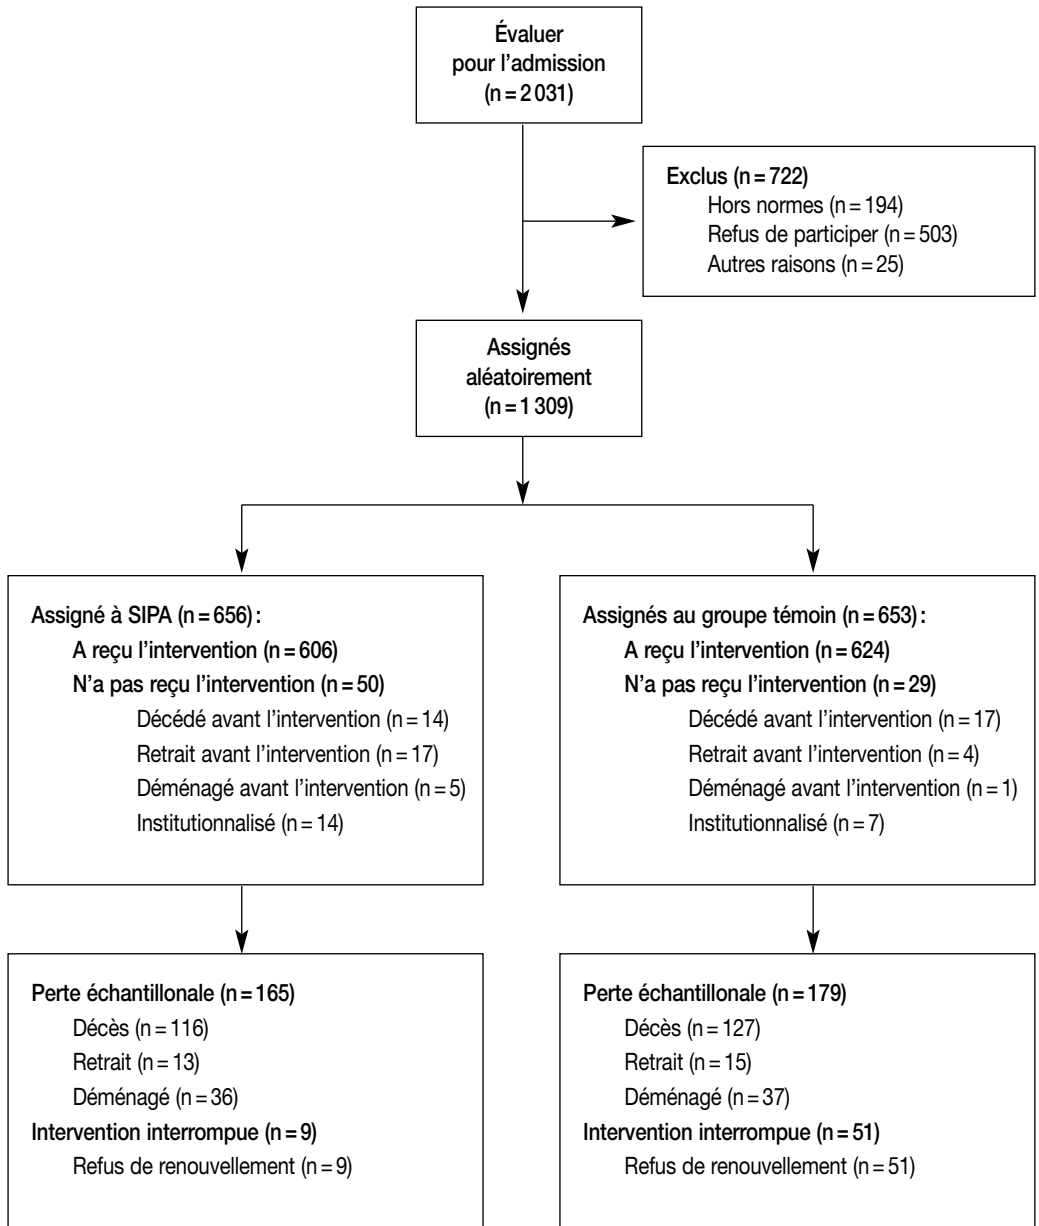 Évaluer
pour l'admission
(n = 2 031)
Exclus (n = 722)
Hors normes (n = 194)
Refus de participer (n = 503)
Autres raisons (n = 25)
Assignés
aléatoirement
(n = 1 309)
Assigné à SIPA (n = 656) :
A reçu l'intervention (n = 606)
N'a pas reçu l'intervention (n = 50)
Décédé avant l'intervention (n = 14)
Retrait avant l'intervention (n = 17)
Déménagé avant l'intervention (n = 5)
Institutionnalisé (n = 14)
Assignés au groupe témoin (n = 653) :
A reçu l'intervention (n = 624)
N'a pas reçu l'intervention (n = 29)
Décédé avant l'intervention (n = 17)
Retrait avant l'intervention (n = 4)
Déménagé avant l'intervention (n = 1)
Institutionnalisé (n = 7)
Perte échantillonale (n = 165)
Décès (n = 116)
Retrait (n = 13)
Déménagé (n = 36)
Intervention interrompue (n = 9)
Refus de renouvellement (n = 9)
Perte échantillonale (n = 179)
Décès (n = 127)
Retrait (n = 15)
Déménagé (n = 37)
Intervention interrompue (n = 51)
Refus de renouvellement (n = 51)